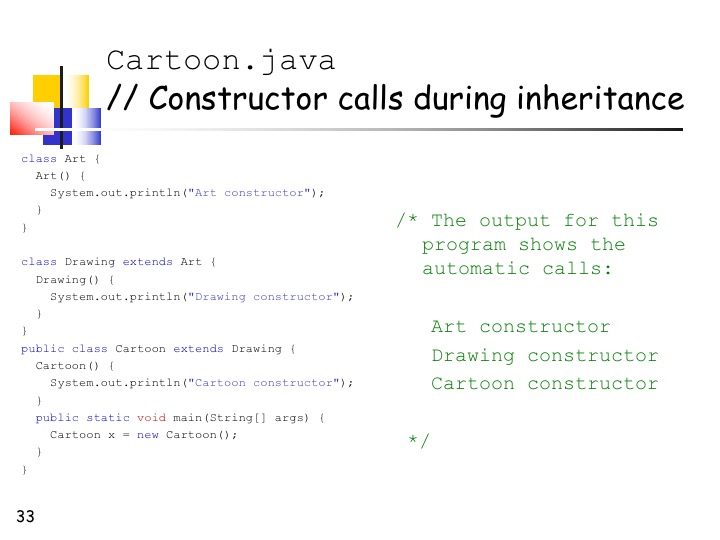 Cartoon.java
// Constructor calls during inheritance
class Art {
  Art() {
    System.out.println("Art constructor");
  }
}

class Drawing extends Art {
  Drawing() {
    System.out.println("Drawing constructor");
  }
}
public class Cartoon extends Drawing {
  Cartoon() {
    System.out.println("Cartoon constructor");
  }
  public static void main(String[] args) {
    Cartoon x = new Cartoon();
  }
}
/* The output for this
program shows the
automatic calls:

Art constructor
Drawing constructor
Cartoon constructor

*/
33